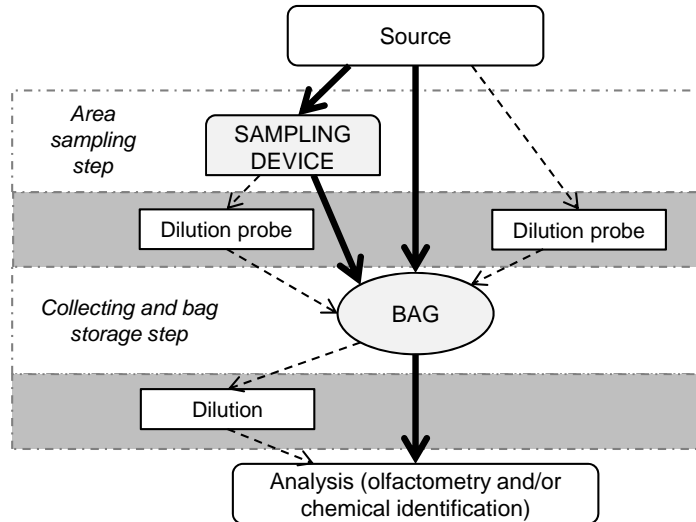 Source
Area
sampling
step
SAMPLING
DEVICE
Dilution probe
Dilution probe
Collecting and bag
storage step
BAG
Dilution
Analysis (olfactometry and/or
chemical identification)